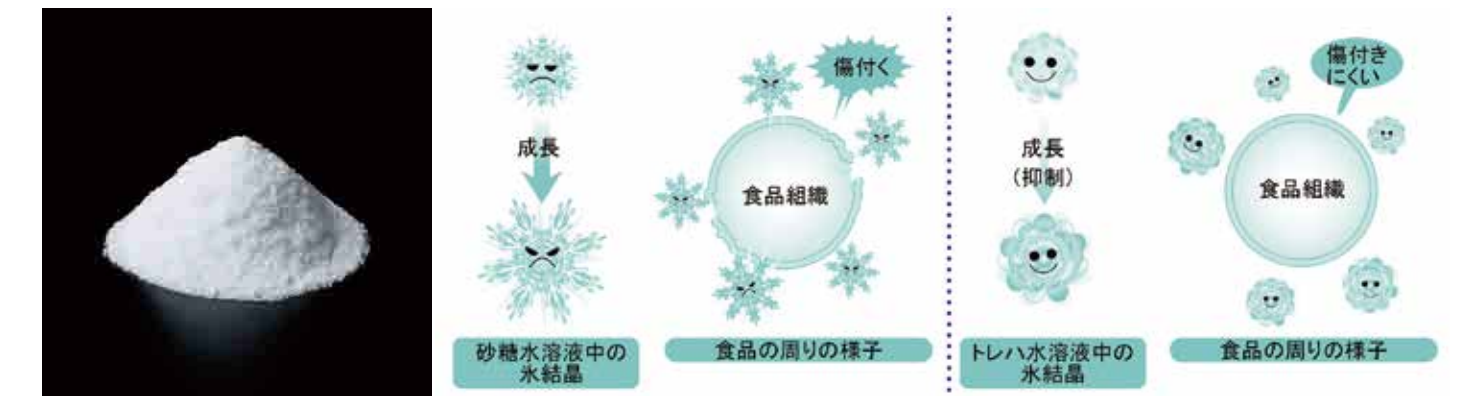 成長
砂糖水溶液中の
氷結晶
傷付く
食品組織
食品の周りの様子
成長
(抑制)
トレハ水溶液中の
氷結晶
傷付き
にくい
食品組織
食品の周りの様子